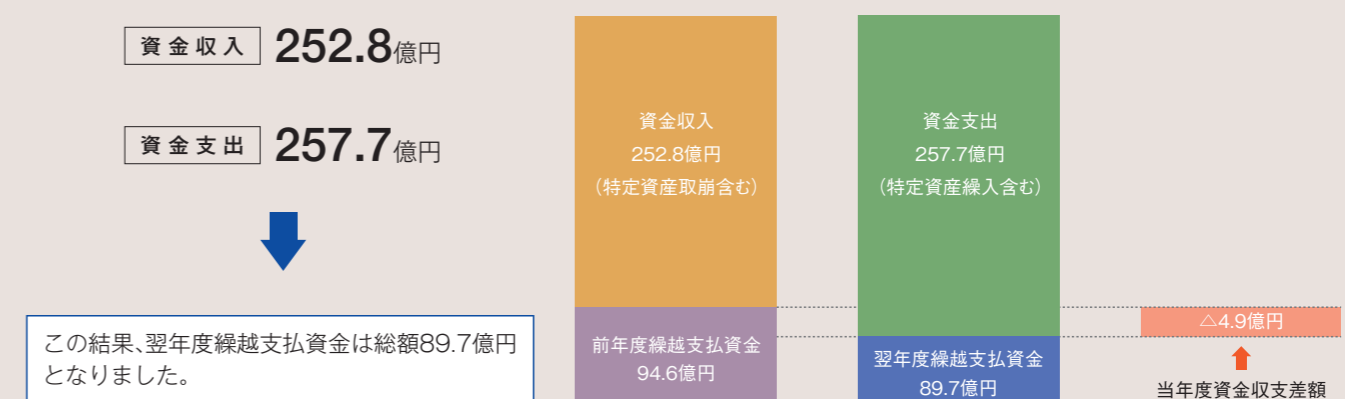 資金収入 252.8億円
資金支出 257.7億円
この結果、翌年度繰越支払資金は総額89.7億円
となりました。
資金収入
252.8億円
（特定資産取崩含む）
前年度繰越支払資金
94.6億円
資金支出
257.7億円
（特定資産繰入含む）
翌年度繰越支払資金
89.7億円
△4.9億円
当年度資金収支差額